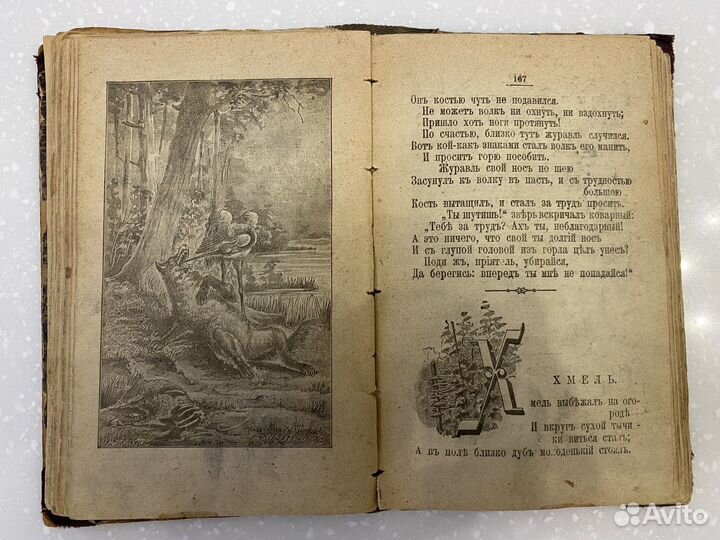 167
Онъ костью чуть не подавился.
Не можетъ волкъ ни охнуть, ни вздохнуть;
Пришло хоть ноги протянуть!
По счастью, близко тутъ журавль случился.
Вотъ кой-какъ знаками сталъ волкъ его манить,
И проситъ горю пособить.
Журавль свой носъ по шею
Засунулъ къ волку въ пасть, и съ трудностью
большою
Кость вытащилъ, и сталъ за трудъ просить.
„Ты шутишь!“ звѣрь вскричалъ коварный:
„Тебѣ за трудъ? Ахъ ты, неблагодарный!
А это ничего, что свой ты долгій носъ
И съ глупой головой изъ горла цѣлъ унесъ?
Поди жъ, прiятель, убирайся,
Да берегись: впередъ ты мнѣ не попадайся!“
ХМЕЛЬ.
мель выбѣжалъ на ого-
родѣ
И вкругъ сухой тычи-
ки виться сталъ;
А въ полѣ близко дубъ молоденькій стоялъ.
Avito